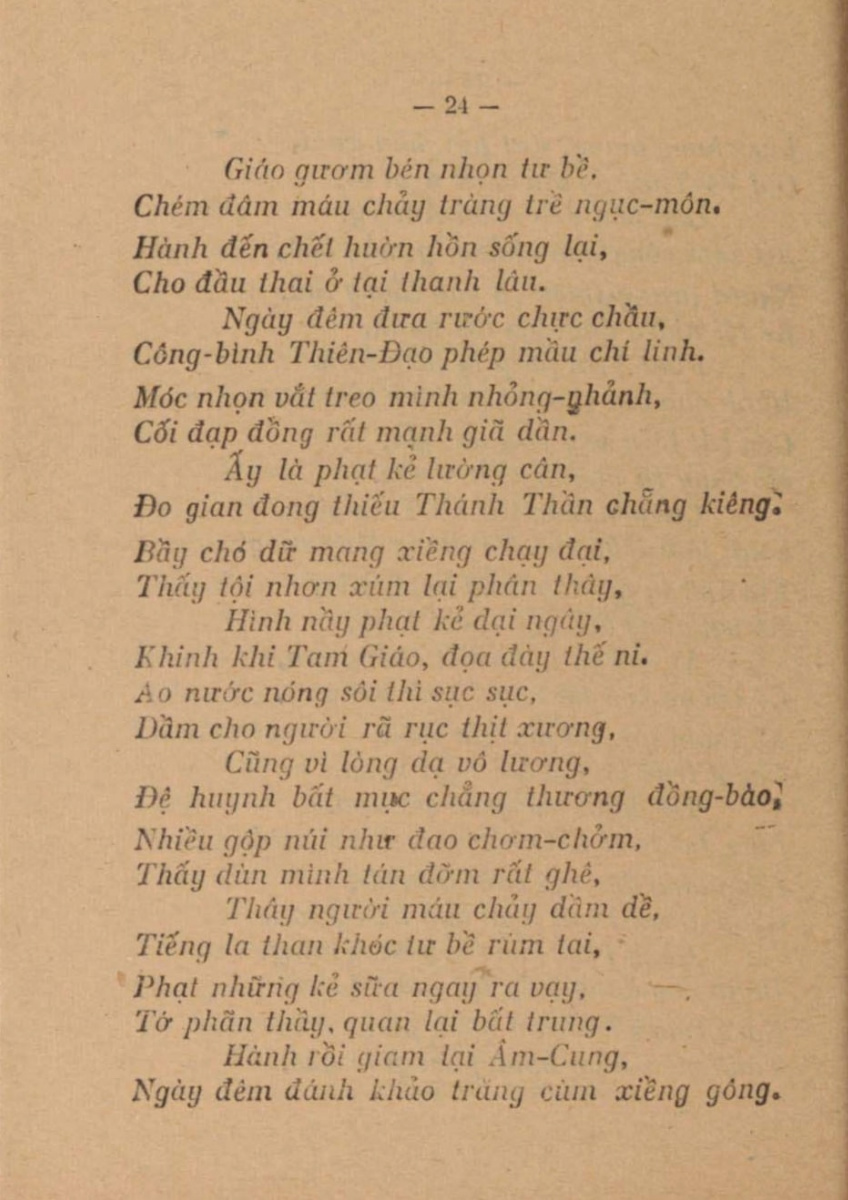 — 24 —
Giáo gươm bén nhọn tư bề.
Chém đâm máu chảy tràng trề ngục-môn.
Hành đến chết huờn hồn sống lại,
Cho đầu thai ở tại thanh lâu.
Ngày đêm đưa rước chực chầu,
Công-bình Thiên-Đạo phép mầu chí linh.
Móc nhọn vắt treo mình nhỏng-nhảnh,
Cối đạp đồng rất mạnh giã dần.
Ấy là phạt kẻ lường cân,
Đo gian đong thiếu Thánh Thần chẵng kiêng.
Bầy chó dữ mang xiềng chạy đại,
Thấy tội nhơn xúm lại phân thây,
Hình nầy phạt kẻ dại ngây,
Khinh khi Tam Giáo, đọa đày thế ni.
Ao nước nóng sôi thì sục sục,
Dầm cho người rã rục thịt xương,
Cũng vì lòng dạ vô lương,
Đệ huynh bất mục chẳng thương đồng-bào,
Nhiều gộp núi như đao chơm-chởm,
Thấy dùn mình tán đởm rất ghê,
Thây người máu chảy dầm dề,
Tiếng la than khóc tư bề rùm tai,
Phạt những kẻ sữa ngay ra vạy,
Tớ phãn thầy, quan lại bất trung.
Hành rồi giam lại Âm-Cung,
Ngày đêm đánh khảo trăng cùm xiềng gông.